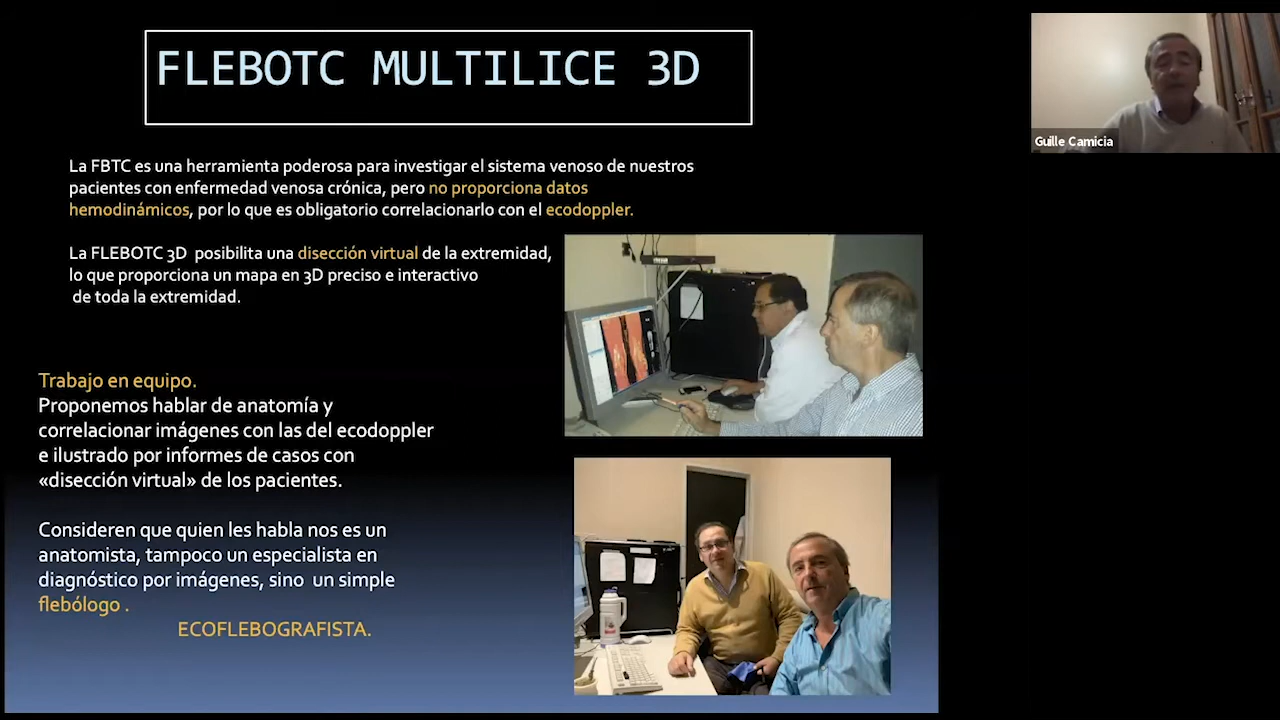 FLEBOTC MULTILICE 3D
Guille Camicia
La FBTC es una herramienta poderosa para investigar el sistema venoso de nuestros
pacientes con enfermedad venosa crónica, pero no proporciona datos
hemodinámicos, por lo que es obligatorio correlacionarlo con el ecodoppler.
La FLEBOTC 3D posibilita una disección virtual de la extremidad,
lo que proporciona un mapa en 3D preciso e interactivo
de toda la extremidad.
Trabajo en equipo.
Proponemos hablar de anatomía y
correlacionar imágenes con las del ecodoppler
e ilustrado por informes de casos con
«disección virtual» de los pacientes.
Consideren que quien les habla nos es un
anatomista, tampoco un especialista en
diagnóstico por imágenes, sino un simple
flebólogo .
ECOFLEBOGRAFISTA.